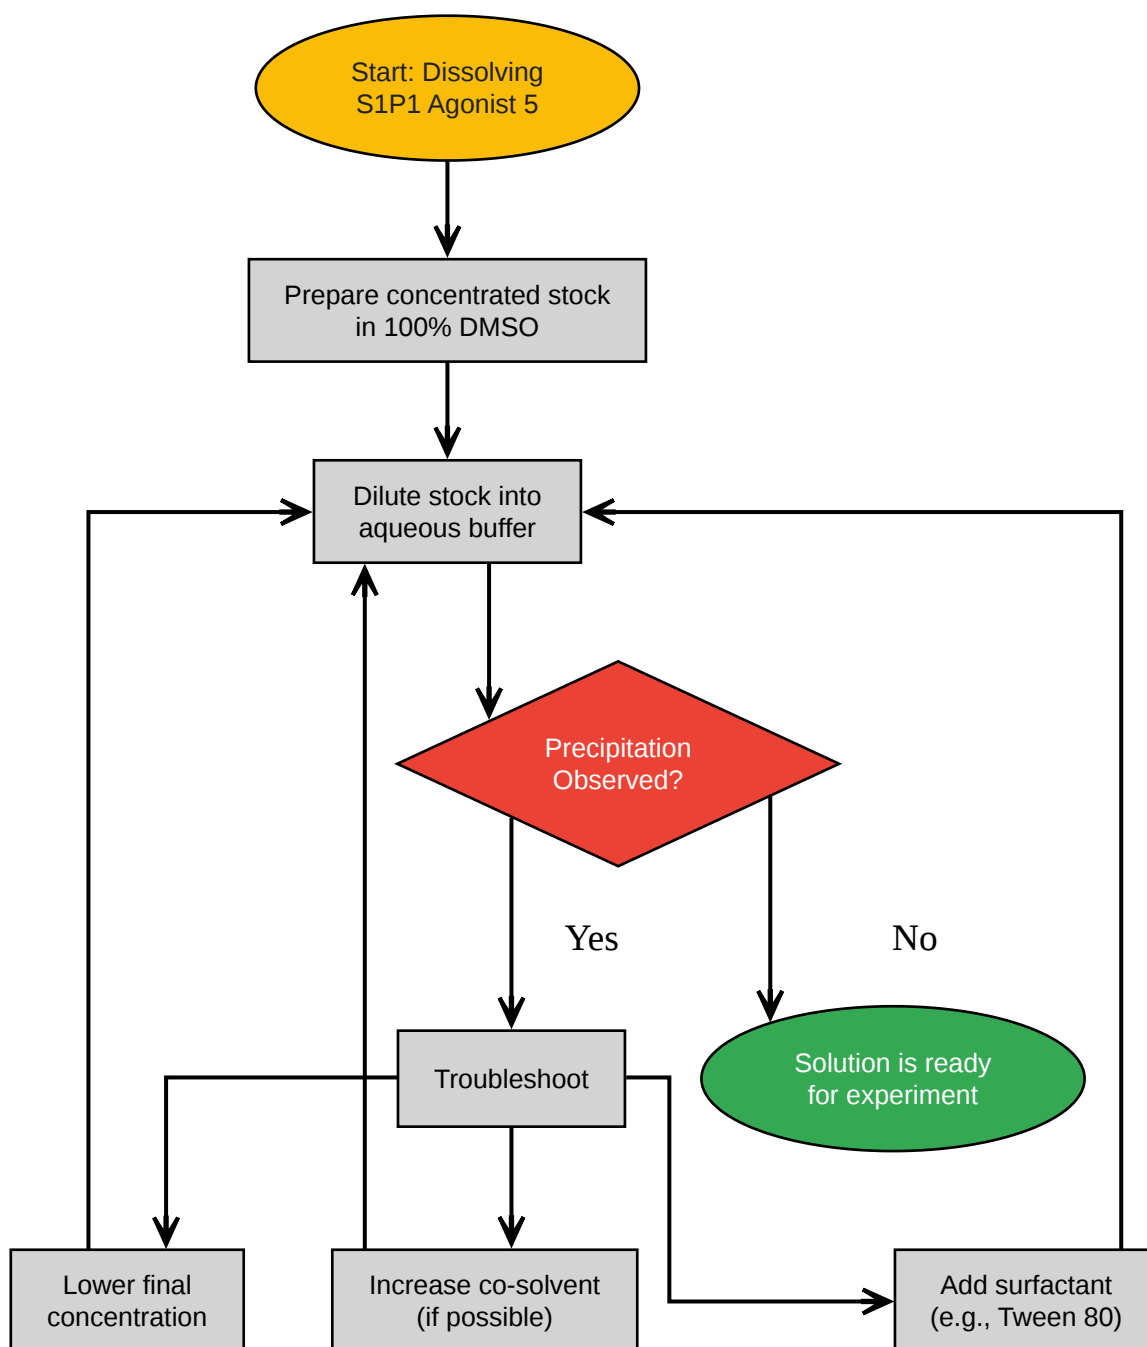 Start: Dissolving
S1P1 Agonist 5
Prepare concentrated stock
in 100% DMSO
Dilute stock into
aqueous buffer
Precipitation
Observed?
Yes
No
Solution is ready
for experiment
Troubleshoot
Lower final
concentration
Increase co-solvent
(if possible)
Add surfactant
(e.g., Tween 80)